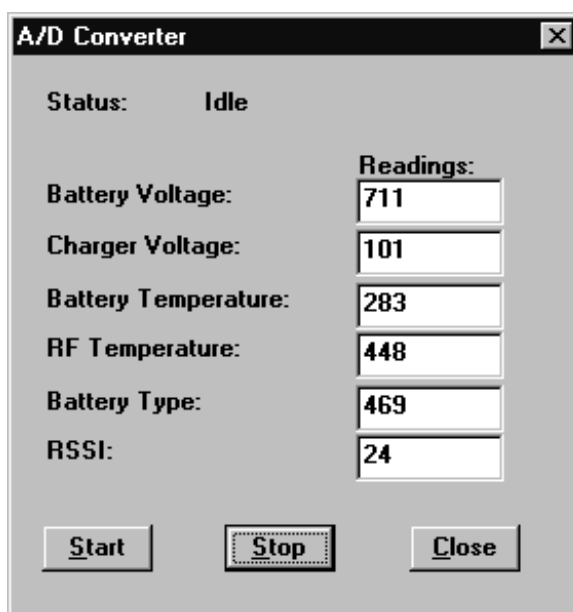 A/D Converter
Status: Idle
Readings:
Battery Voltage: 711
Charger Voltage: 101
Battery Temperature: 283
RF Temperature: 448
Battery Type: 469
RSSI: 24
Start Stop Close